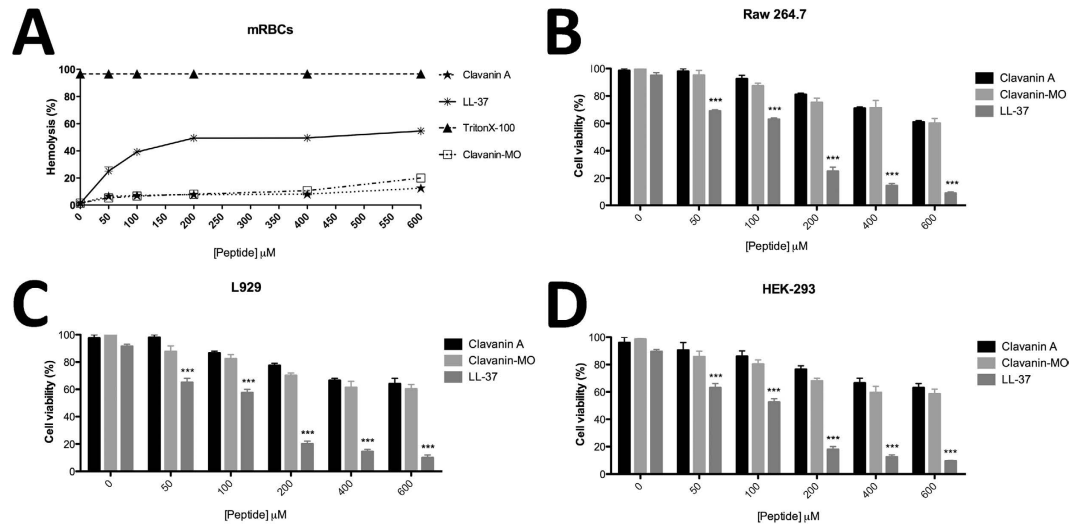 A
mRBCs
Hemolysis (%)
100
80
60
40
20
0
0 50 100 150 200 250 300 350 400 450 500 550 600
[Peptide] μM
Clavanin A
LL-37
TritonX-100
Clavanin-MO
B
Raw 264.7
Cell viability (%)
100
80
60
40
20
0
*** *** *** *** ***
0 50 100 200 400 600
[Peptide] μM
Clavanin A
Clavanin-MO
LL-37
C
L929
Cell viability (%)
100
80
60
40
20
0
*** *** *** *** ***
0 50 100 200 400 600
[Peptide] μM
Clavanin A
Clavanin-MO
LL-37
D
HEK-293
Cell viability (%)
100
80
60
40
20
0
*** *** *** *** ***
0 50 100 200 400 600
[Peptide] μM
Clavanin A
Clavanin-MO
LL-37